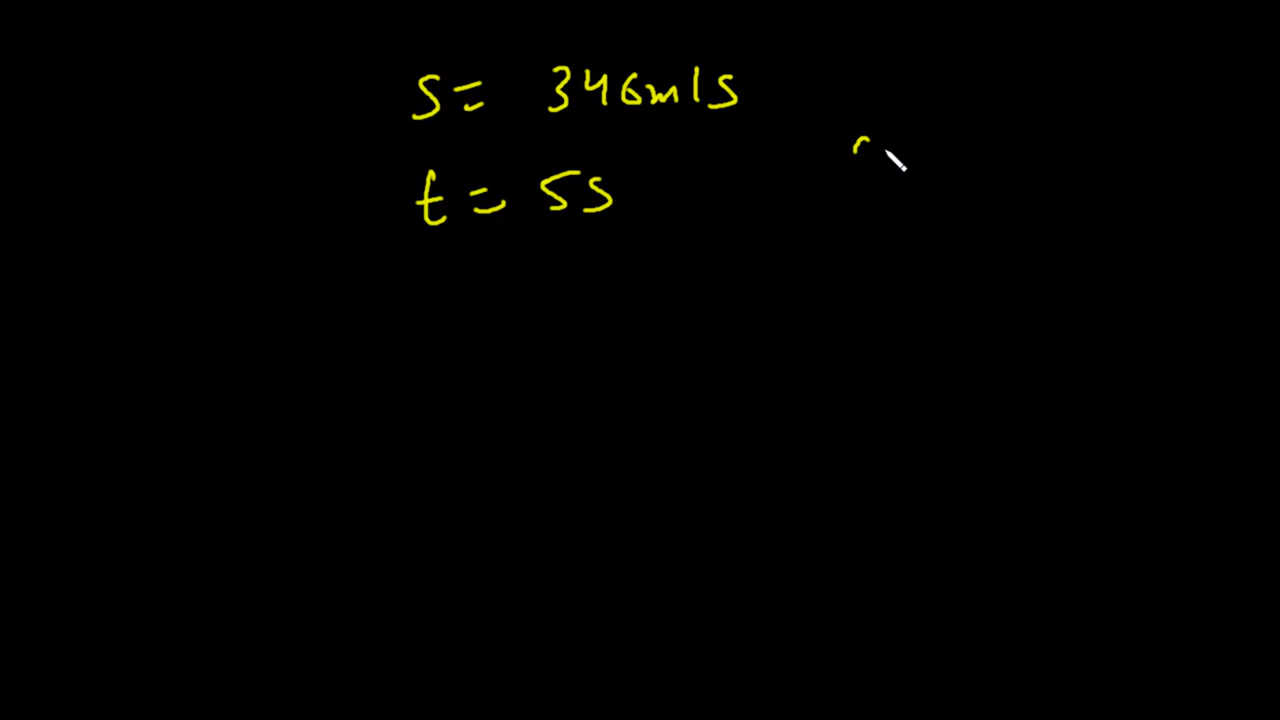 S = 346m/s
t = 5s